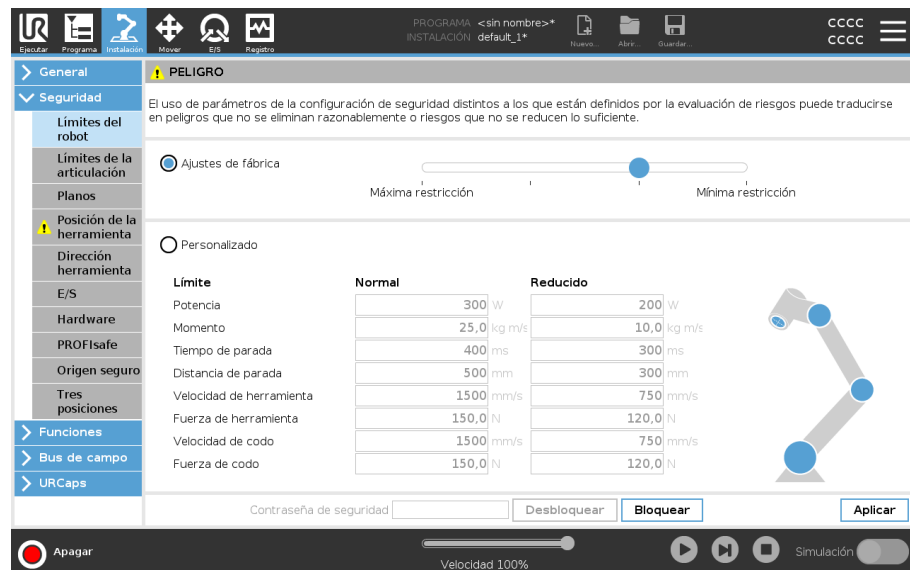 PROGRAMA <sin nombre>*
INSTALACIÓN default_1*
CCCC
CCCC
Ejecutar Programa Instalación Mover E/S Registro Nuevo... Abrir... Guardar...
General
Seguridad
Límites del
robot
Límites de la
articulación
Planos
Posición de la
herramienta
Dirección
herramienta
E/S
Hardware
PROFIsafe
Origen seguro
Tres
posiciones
Funciones
Bus de campo
URCaps
PELIGRO
El uso de parámetros de la configuración de seguridad distintos a los que están definidos por la evaluación de riesgos puede traducirse
en peligros que no se eliminan razonablemente o riesgos que no se reducen lo suficiente.
Ajustes de fábrica
Máxima restricción Mínima restricción
Personalizado
Límite Normal Reducido
Potencia 300 W 200 W
Momento 25,0 kg m/s 10,0 kg m/s
Tiempo de parada 400 ms 300 ms
Distancia de parada 500 mm 300 mm
Velocidad de herramienta 1500 mm/s 750 mm/s
Fuerza de herramienta 150,0 N 120,0 N
Velocidad de codo 1500 mm/s 750 mm/s
Fuerza de codo 150,0 N 120,0 N
Contraseña de seguridad Desbloquear Bloquear Aplicar
Apagar
Velocidad 100%
Simulación